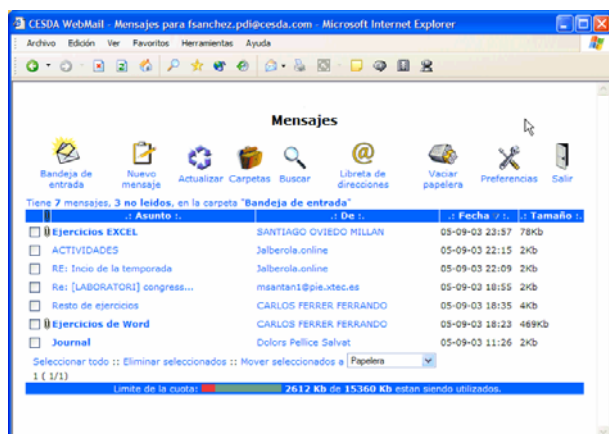 CESDA WebMail - Mensajes para fsanchez.pdi@cesda.com - Microsoft Internet Explorer
Archivo Edición Ver Favoritos Herramientas Ayuda
Mensajes
Bandeja de entrada Nuevo mensaje Actualizar Carpetas Buscar Libreta de direcciones Vaciar papelera Preferencias Salir
Tiene 7 mensajes, 3 no leidos, en la carpeta "Bandeja de entrada"
.: Asunto :. .: De :. .: Fecha :. .: Tamaño :.
Ejercicios EXCEL SANTIAGO OVIEDO MILLAN 05-09-03 23:57 78Kb
ACTIVIDADES Jalberola.online 05-09-03 22:15 2Kb
RE: Incio de la temporada Jalberola.online 05-09-03 22:09 2Kb
Re: [LABORATORI] congress... msantan1@pie.xtec.es 05-09-03 18:55 2Kb
Resto de ejercicios CARLOS FERRER FERRANDO 05-09-03 18:35 4Kb
Ejercicios de Word CARLOS FERRER FERRANDO 05-09-03 18:23 469Kb
Journal Dolors Pellice Salvat 05-09-03 11:26 2Kb
Seleccionar todo :: Eliminar seleccionados :: Mover seleccionados a Papelera
1 ( 1/1)
Limite de la cuota: 2612 Kb de 15360 Kb estan siendo utilizados.